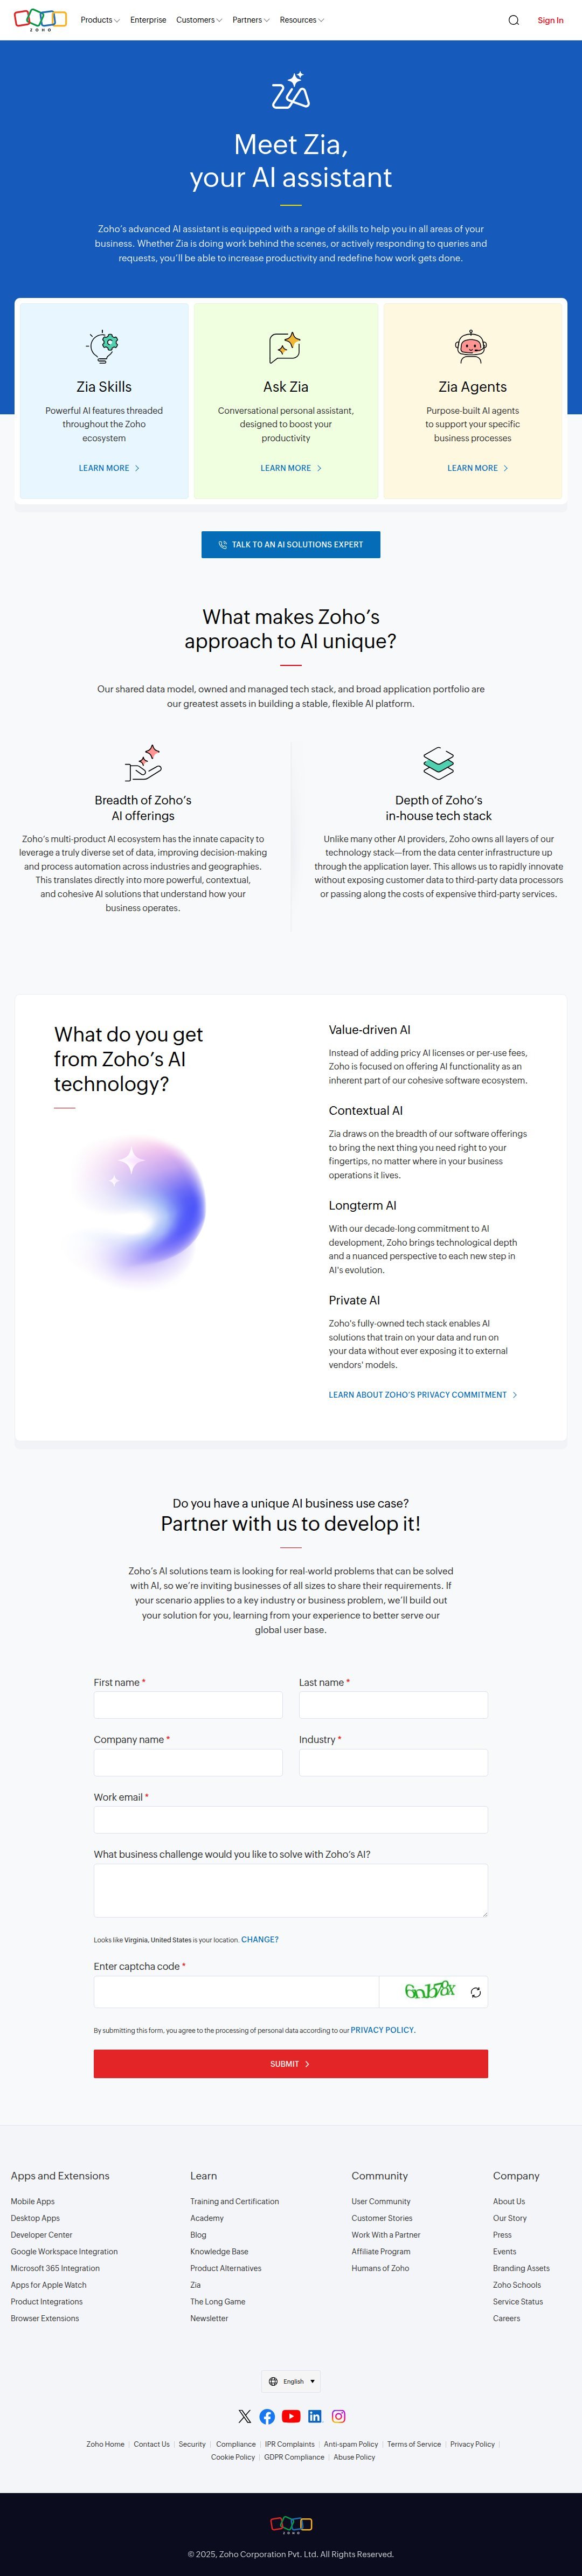 ZOHO
Products Enterprise Customers Partners Resources Sign In
Meet Zia,
your AI assistant
Zoho's advanced AI assistant is equipped with a range of skills to help you in all areas of your
business. Whether Zia is doing work behind the scenes, or actively responding to queries and
requests, you'll be able to increase productivity and redefine how work gets done.
Zia Skills
Powerful AI features threaded
throughout the Zoho
ecosystem
LEARN MORE
Ask Zia
Conversational personal assistant,
designed to boost your
productivity
LEARN MORE
Zia Agents
Purpose-built AI agents
to support your specific
business processes
LEARN MORE
TALK TO AN AI SOLUTIONS EXPERT
What makes Zoho's
approach to AI unique?
Our shared data model, owned and managed tech stack, and broad application portfolio are
our greatest assets in building a stable, flexible AI platform.
Breadth of Zoho's
AI offerings
Zoho's multi-product AI ecosystem has the innate capacity to
leverage a truly diverse set of data, improving decision-making
and process automation across industries and geographies.
This translates directly into more powerful, contextual,
and cohesive AI solutions that understand how your
business operates.
Depth of Zoho's
in-house tech stack
Unlike many other AI providers, Zoho owns all layers of our
technology stack—from the data center infrastructure up
through the application layer. This allows us to rapidly innovate
without exposing customer data to third-party data processors
or passing along the costs of expensive third-party services.
What do you get
from Zoho's AI
technology?
Value-driven AI
Instead of adding pricy AI licenses or per-use fees,
Zoho is focused on offering AI functionality as an
inherent part of our cohesive software ecosystem.
Contextual AI
Zia draws on the breadth of our software offerings
to bring the next thing you need right to your
fingertips, no matter where in your business
operations it lives.
Longterm AI
With our decade-long commitment to AI
development, Zoho brings technological depth
and a nuanced perspective to each new step in
AI's evolution.
Private AI
Zoho's fully-owned tech stack enables AI
solutions that train on your data and run on
your data without ever exposing it to external
vendors' models.
LEARN ABOUT ZOHO'S PRIVACY COMMITMENT
Do you have a unique AI business use case?
Partner with us to develop it!
Zoho's AI solutions team is looking for real-world problems that can be solved
with AI, so we're inviting businesses of all sizes to share their requirements. If
your scenario applies to a key industry or business problem, we'll build out
your solution for you, learning from your experience to better serve our
global user base.
First name *
Last name *
Company name *
Industry *
Work email *
What business challenge would you like to solve with Zoho's AI?
Looks like Virginia, United States is your location. CHANGE?
Enter captcha code *
6nb78x
By submitting this form, you agree to the processing of personal data according to our PRIVACY POLICY.
SUBMIT
Apps and Extensions
Mobile Apps
Desktop Apps
Developer Center
Google Workspace Integration
Microsoft 365 Integration
Apps for Apple Watch
Product Integrations
Browser Extensions
Learn
Training and Certification
Academy
Blog
Knowledge Base
Product Alternatives
Zia
The Long Game
Newsletter
Community
User Community
Customer Stories
Work With a Partner
Affiliate Program
Humans of Zoho
Company
About Us
Our Story
Press
Events
Branding Assets
Zoho Schools
Service Status
Careers
English
Zoho Home | Contact Us | Security | Compliance | IPR Complaints | Anti-spam Policy | Terms of Service | Privacy Policy |
Cookie Policy | GDPR Compliance | Abuse Policy
ZOHO
© 2025, Zoho Corporation Pvt. Ltd. All Rights Reserved.